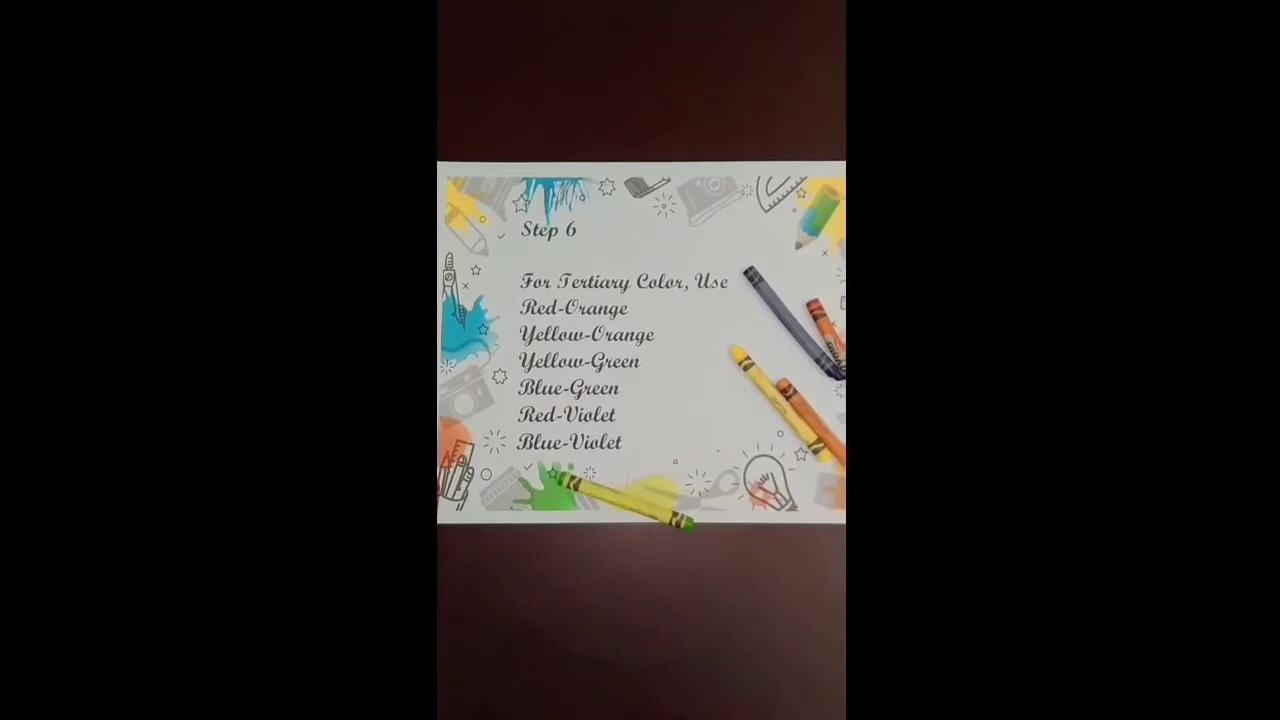 Step 6
For Tertiary Color, Use
Red-Orange
Yellow-Orange
Yellow-Green
Blue-Green
Red-Violet
Blue-Violet